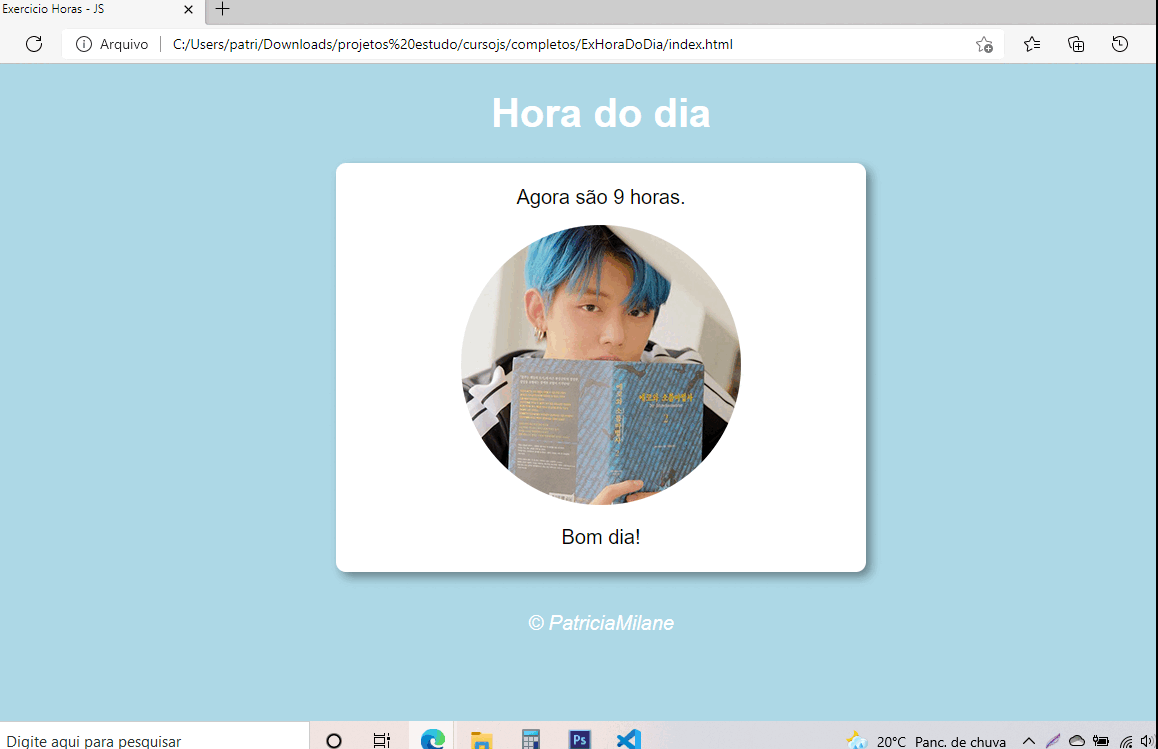 Exercicio Horas - JS
Arquivo
C:/Users/patri/Downloads/projetos%20estudo/cursojs/completos/ExHoraDoDia/index.html
Hora do dia
Agora são 9 horas.
Bom dia!
© PatriciaMilane
Digite aqui para pesquisar
Ps
20°C Panc. de chuva